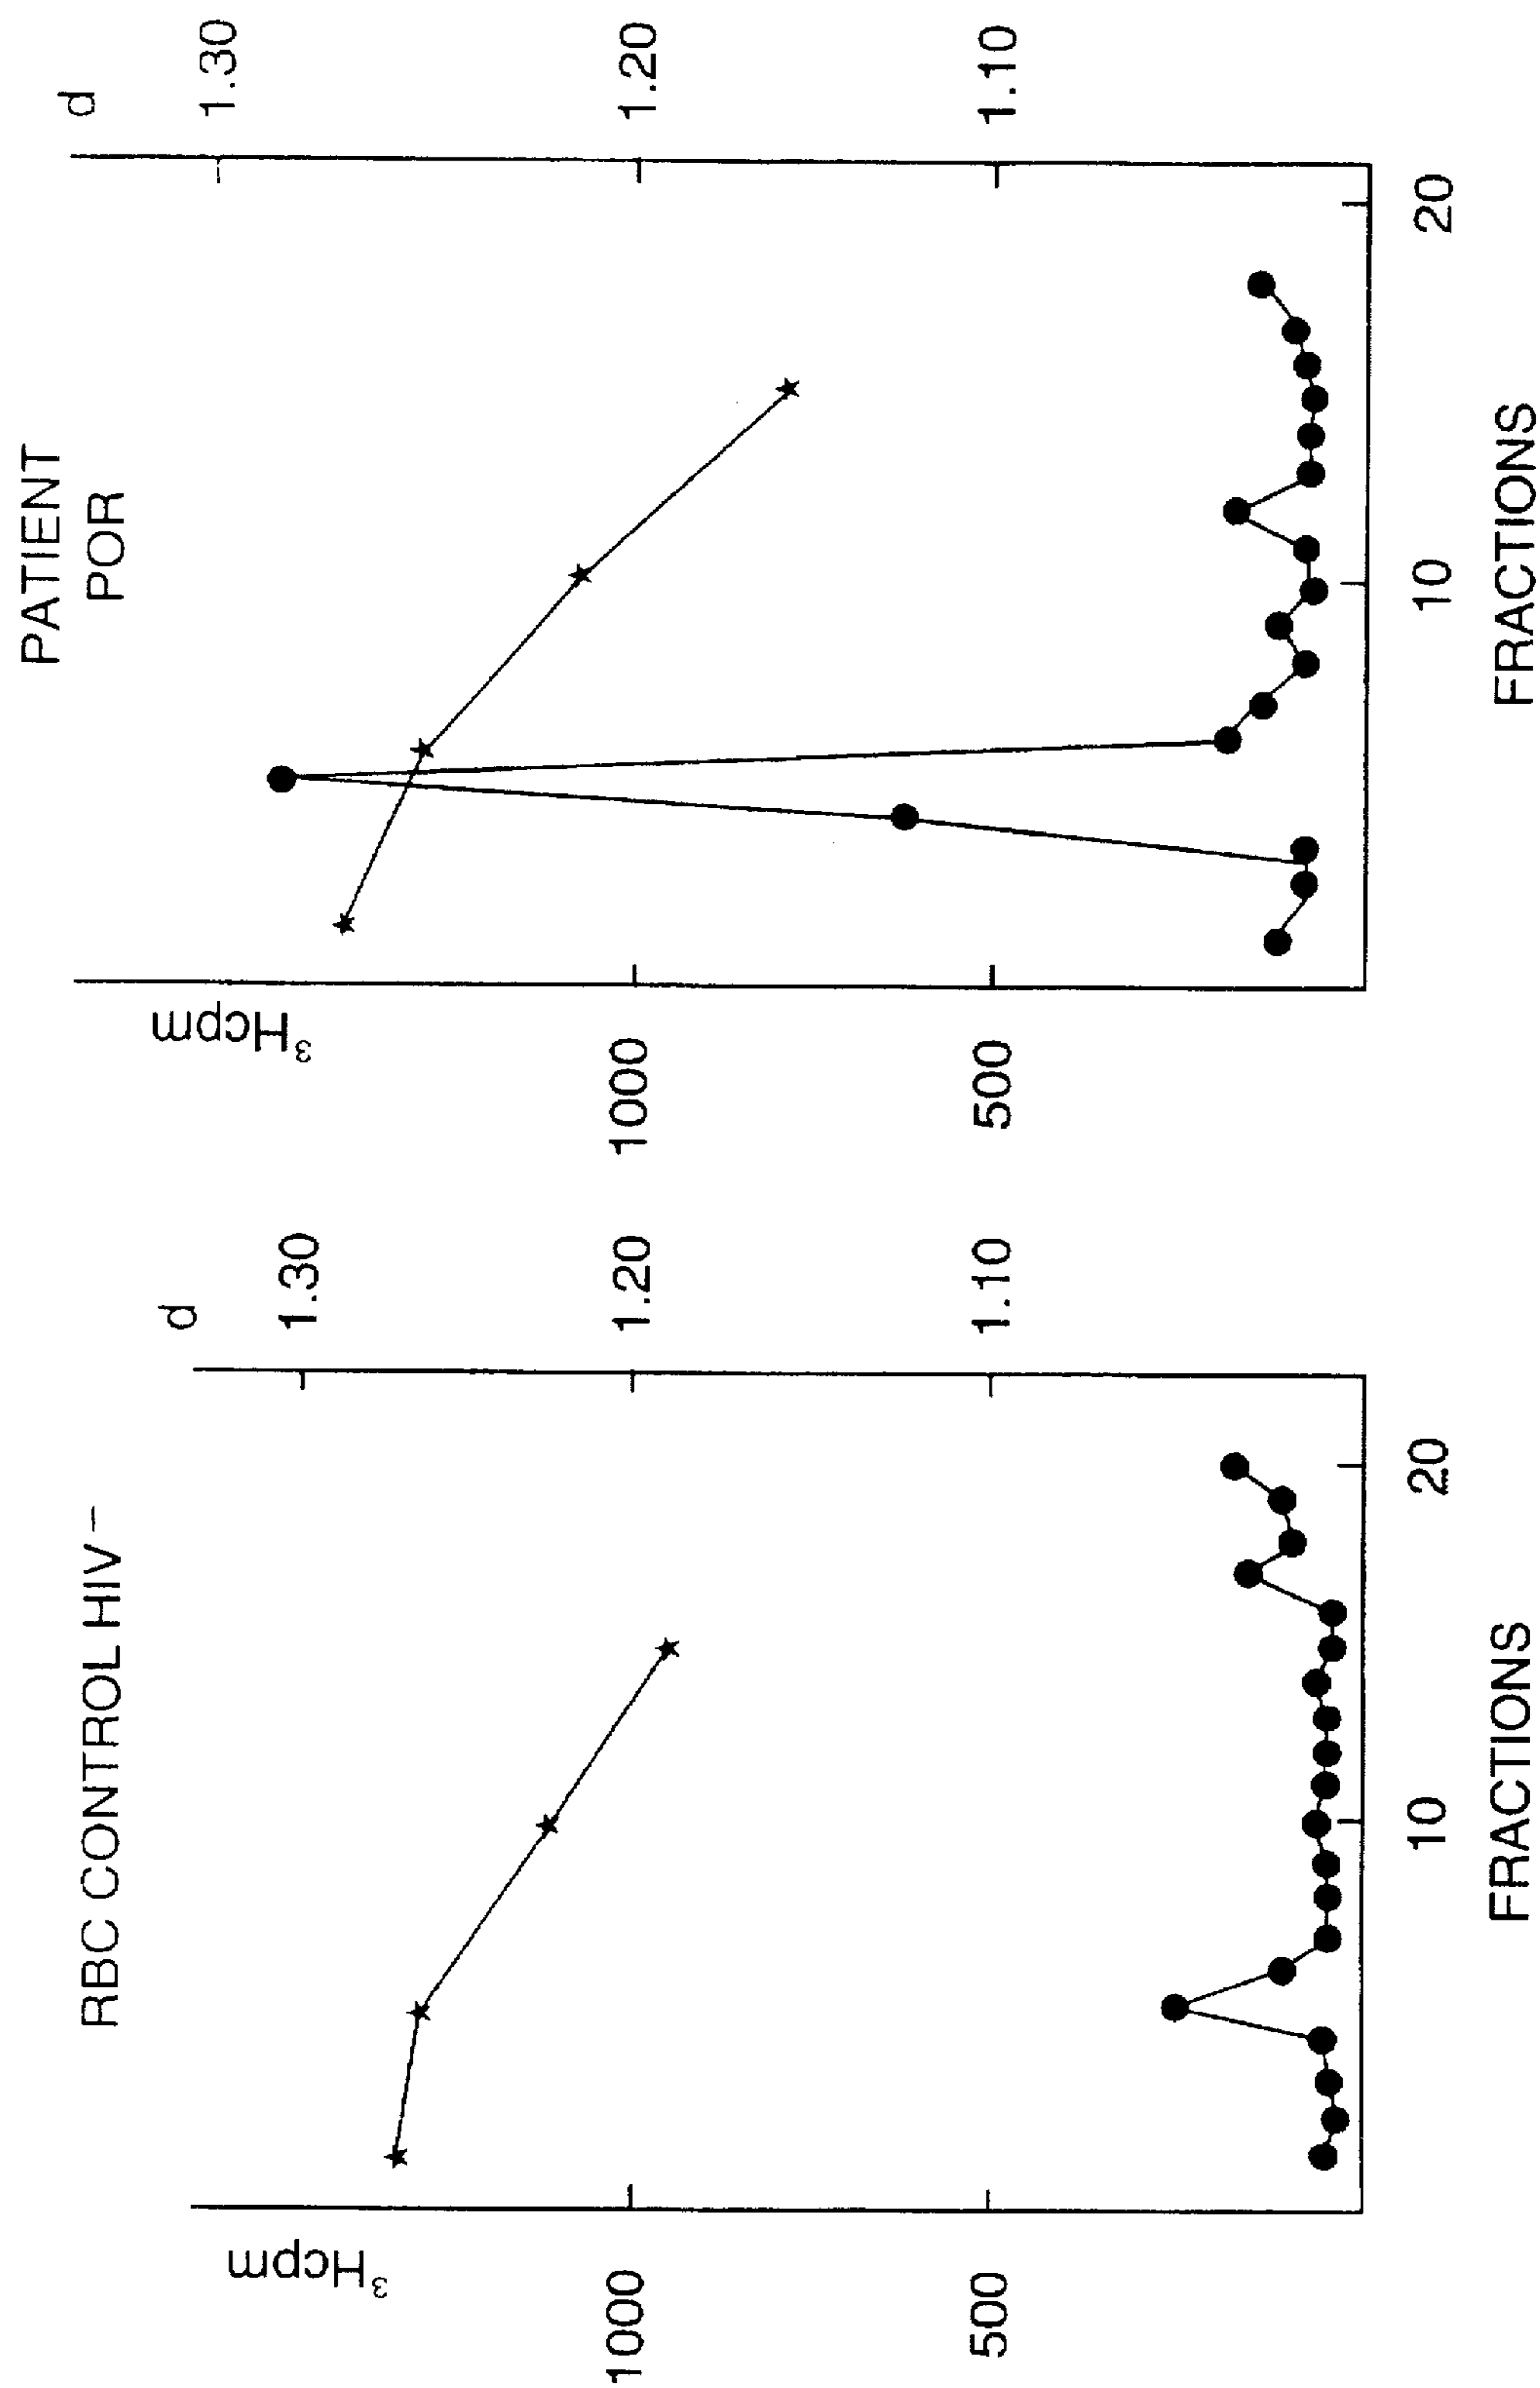 RBC CONTROL HIV –
³Hcpm
d
1.30
1000
1.20
500
1.10
10
20
FRACTIONS
PATIENT
POR
³Hcpm
d
1.30
1000
1.20
500
1.10
10
20
FRACTIONS